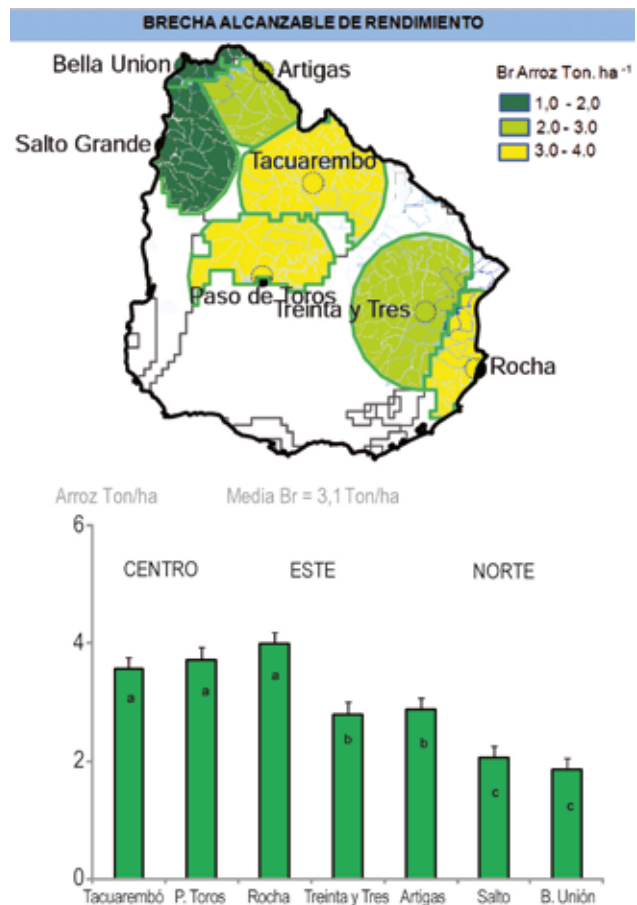 BRECHA ALCANZABLE DE RENDIMIENTO
Bella Union
Artigas
Br Arroz Ton. ha ⁻¹
1,0 - 2,0
2.0 - 3.0
3.0 - 4.0
Salto Grande
Tacuarembó
Paso de Toros
Treinta y Tres
Rocha
Arroz Ton/ha
Media Br = 3,1 Ton/ha
6
CENTRO ESTE NORTE
4
a a a
b b
2
c c
0
Tacuarembó P. Toros Rocha Treinta y Tres Artigas Salto B. Unión